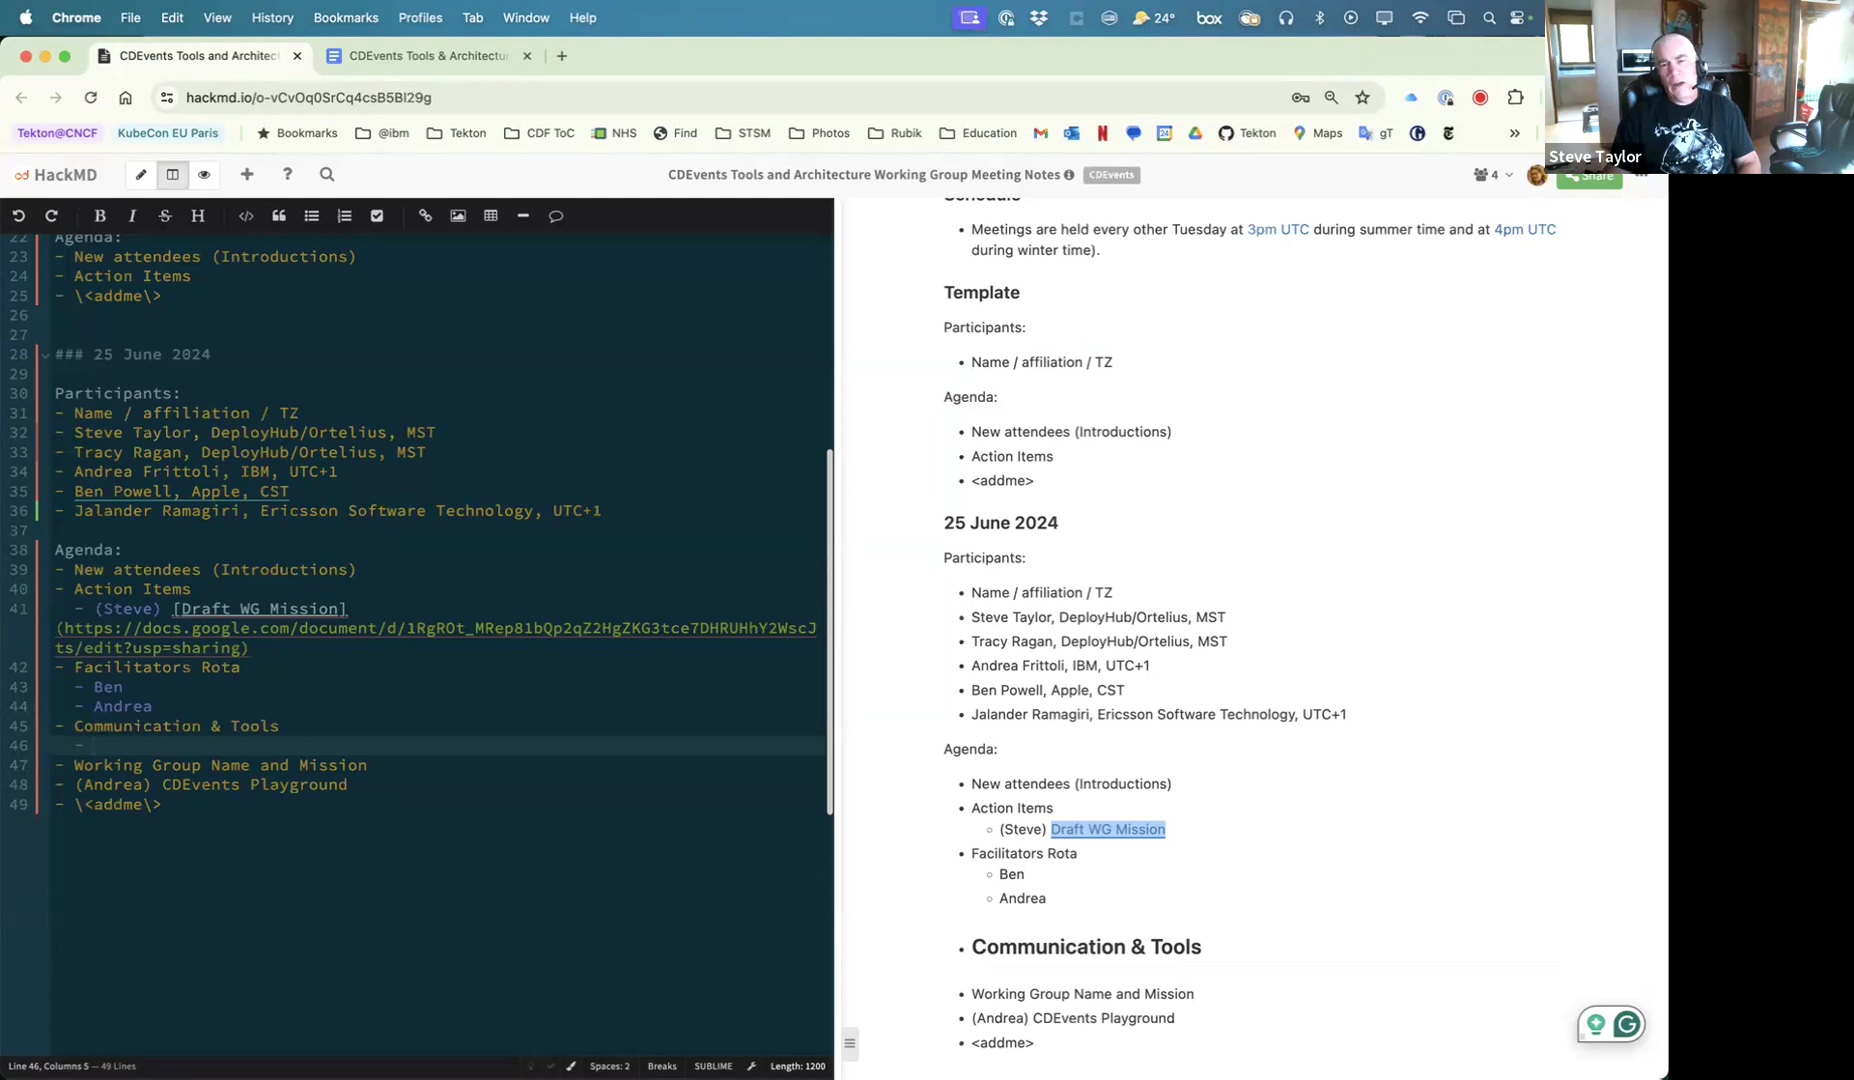 Chrome File Edit View History Bookmarks Profiles Tab Window Help 24° box
CDEvents Tools and Architec
CDEvents Tools & Architectur
hackmd.io/o-vCvOq0SrCq4csB5Bl29g
Tekton@CNCF KubeCon EU Paris Bookmarks @ibm Tekton CDF ToC NHS Find STSM Photos Rubik Education Tekton Maps gT
Steve Taylor
HackMD
CDEvents Tools and Architecture Working Group Meeting Notes CDEvents
4
Share
22 Agenda:
23 - New attendees (Introductions)
24 - Action Items
25 - \<addme\>
26
27
28 ### 25 June 2024
29
30 Participants:
31 - Name / affiliation / TZ
32 - Steve Taylor, DeployHub/Ortelius, MST
33 - Tracy Ragan, DeployHub/Ortelius, MST
34 - Andrea Frittoli, IBM, UTC+1
35 - Ben Powell, Apple, CST
36 - Jalander Ramagiri, Ericsson Software Technology, UTC+1
37
38 Agenda:
39 - New attendees (Introductions)
40 - Action Items
41 - (Steve) [Draft WG Mission]
(https://docs.google.com/document/d/1RgROt_MRep81bQp2qZ2HgZKG3tce7DHRUHhY2WscJ
ts/edit?usp=sharing)
42 - Facilitators Rota
43 - Ben
44 - Andrea
45 - Communication & Tools
46 -
47 - Working Group Name and Mission
48 - (Andrea) CDEvents Playground
49 - \<addme\>
Line 46, Columns 5 — 49 Lines
Spaces: 2 Breaks SUBLIME Length: 1200
Schedule
• Meetings are held every other Tuesday at 3pm UTC during summer time and at 4pm UTC
during winter time).
Template
Participants:
• Name / affiliation / TZ
Agenda:
• New attendees (Introductions)
• Action Items
• <addme>
25 June 2024
Participants:
• Name / affiliation / TZ
• Steve Taylor, DeployHub/Ortelius, MST
• Tracy Ragan, DeployHub/Ortelius, MST
• Andrea Frittoli, IBM, UTC+1
• Ben Powell, Apple, CST
• Jalander Ramagiri, Ericsson Software Technology, UTC+1
Agenda:
• New attendees (Introductions)
• Action Items
◦ (Steve) Draft WG Mission
• Facilitators Rota
◦ Ben
◦ Andrea
• Communication & Tools
• Working Group Name and Mission
• (Andrea) CDEvents Playground
• <addme>